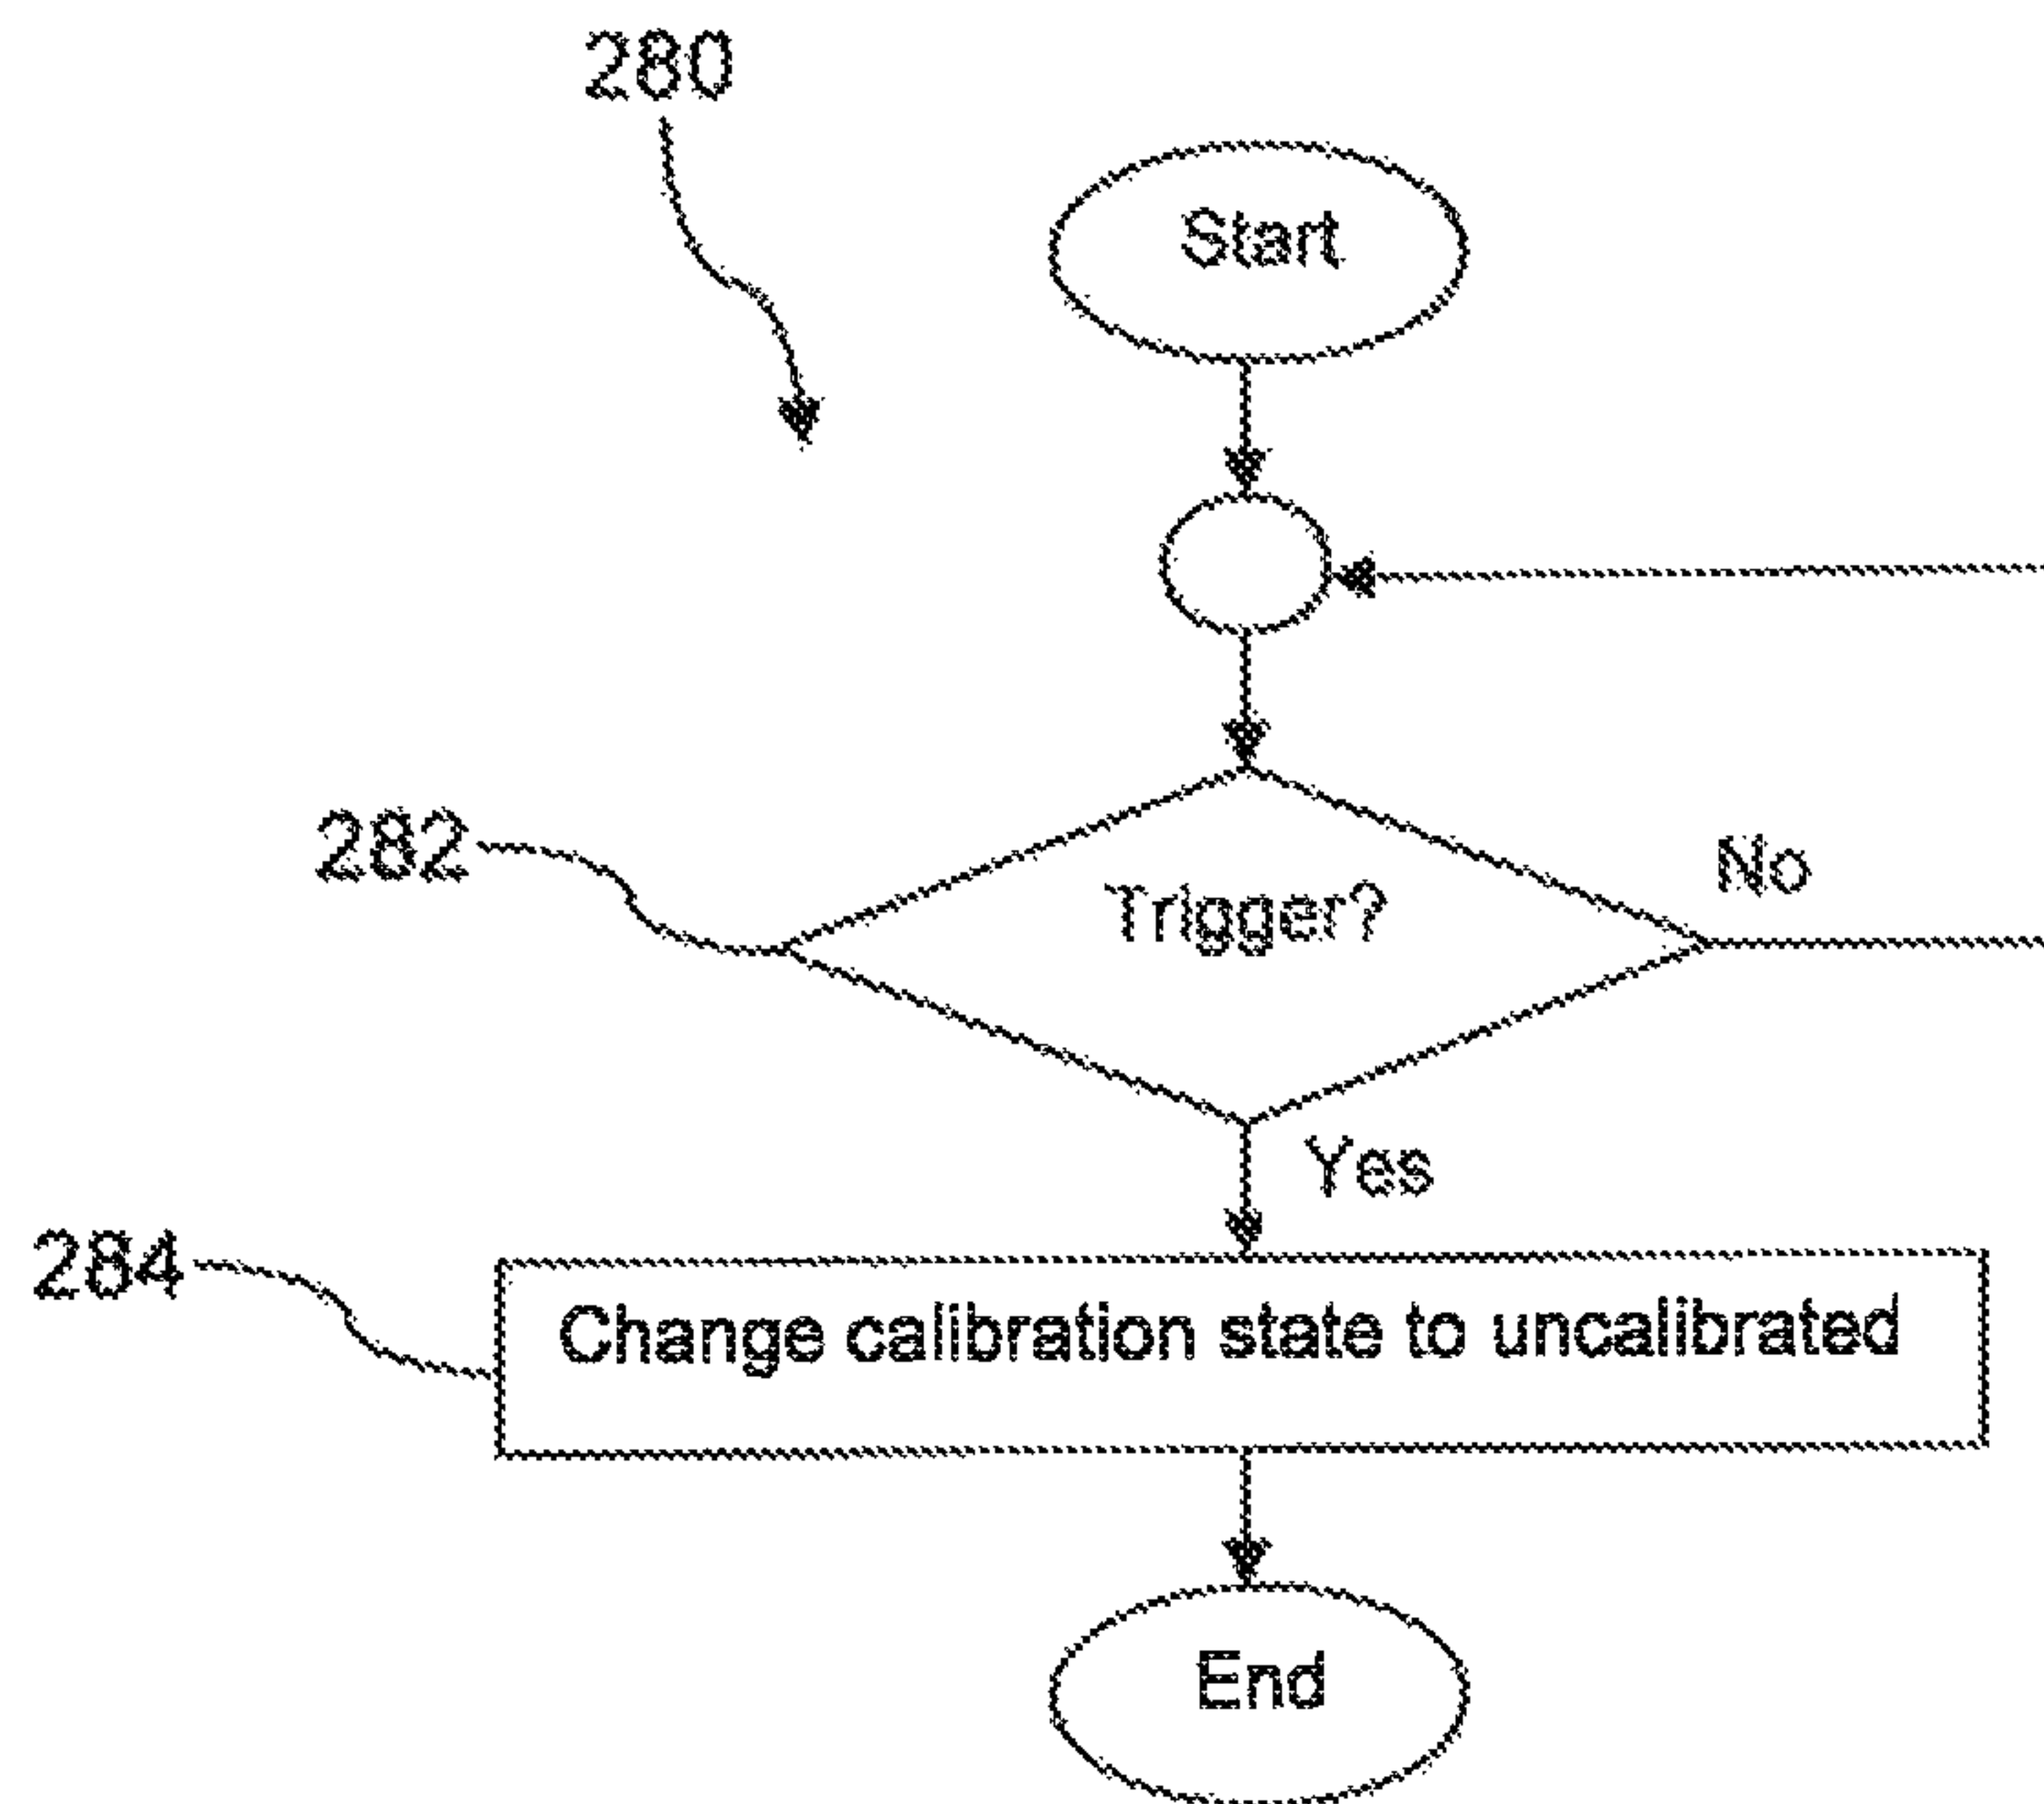 280
Start
282
Trigger?
No
Yes
284
Change calibration state to uncalibrated
End